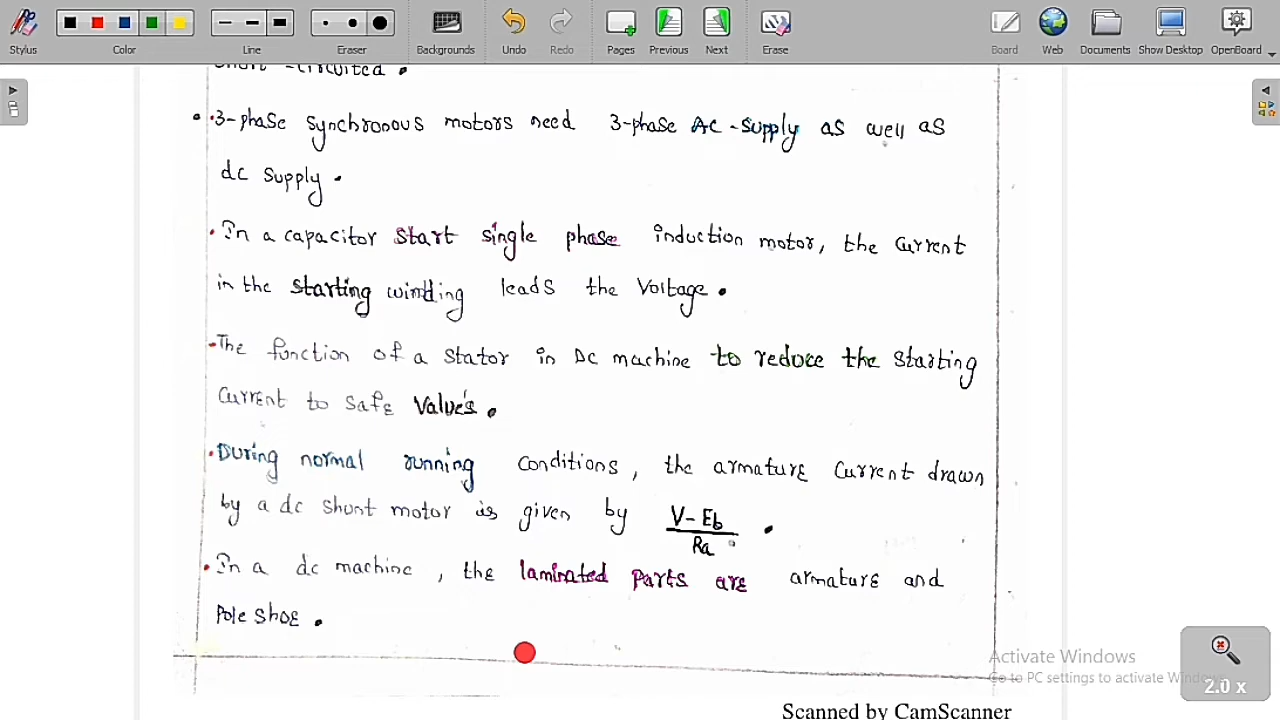 Stylus
Color
Line
Eraser
Backgrounds
Undo
Redo
Pages
Previous
Next
Erase
Board
Web
Documents
Show Desktop
OpenBoard
Short-circuited.
• 3-phase synchronous motors need 3-phase AC-supply as well as
dc supply.
• In a capacitor start single phase induction motor, the current
in the starting winding leads the voltage.
• The function of a stator in DC machine to reduce the starting
current to safe values.
• During normal running conditions, the armature current drawn
by a dc shunt motor is given by V-Eb/Ra.
• In a dc machine, the laminated parts are armature and
Pole shoe.
Activate Windows
Go to PC settings to activate Windows.
2.0 x
Scanned by CamScanner